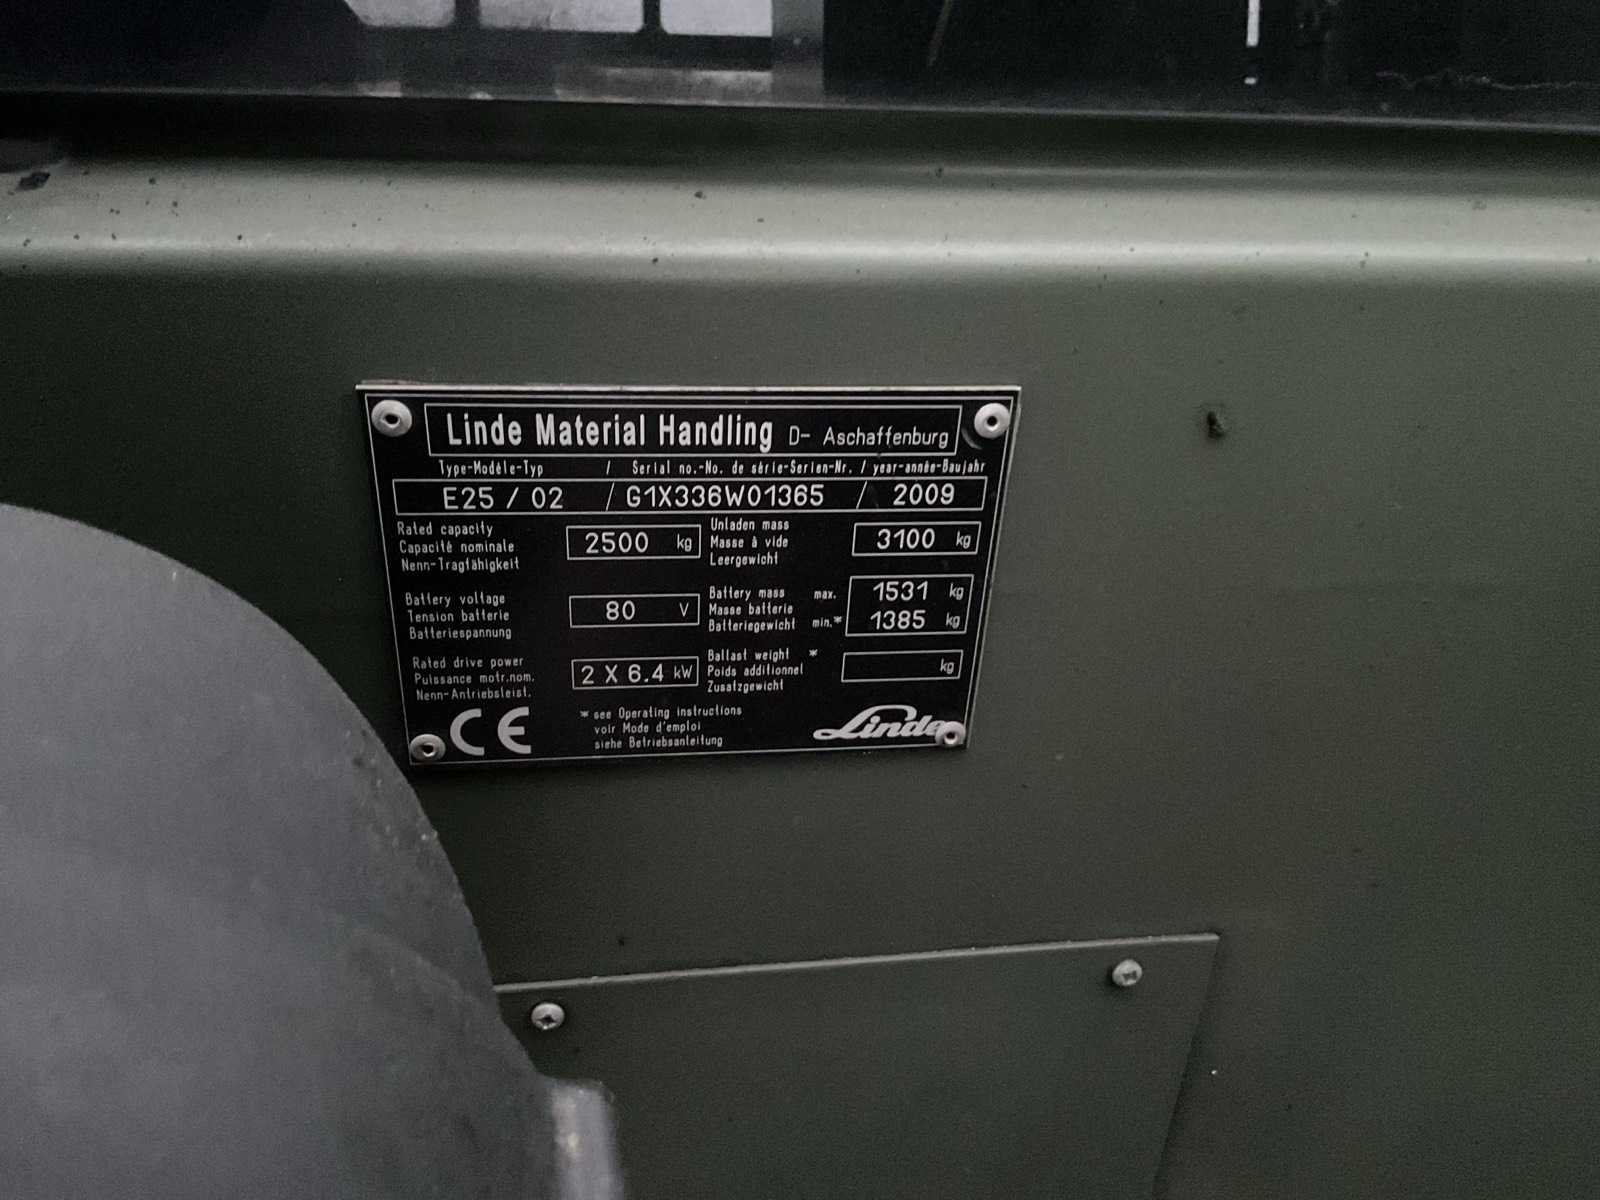 Linde Material Handling D- Aschaffenburg
Type-Modèle-Typ / Serial no.-No. de série-Serien-Nr. / year-année-Baujahr
E25 / 02 / G1X336W01365 / 2009
Rated capacity
Capacité nominale
Nenn-Tragfähigkeit
2500 kg
Unladen mass
Masse à vide
Leergewicht
3100 kg
Battery voltage
Tension batterie
Batteriespannung
80 V
Battery mass max.
Masse batterie
Batteriegewicht min.*
1531 kg
1385 kg
Rated drive power
Puissance motr.nom.
Nenn-Antriebsleist.
2 X 6.4 kW
Ballast weight *
Poids additionnel
Zusatzgewicht
kg
CE
* see Operating instructions
voir Mode d'emploi
siehe Betriebsanleitung
Linde